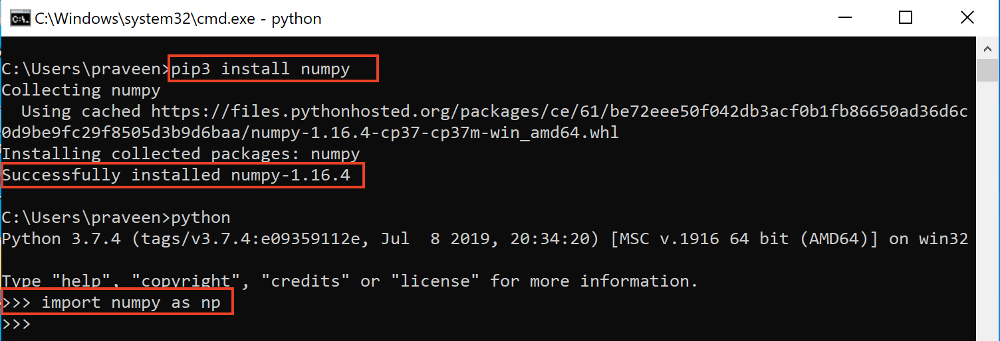 C:\Windows\system32\cmd.exe - python
C:\Users\praveen>pip3 install numpy
Collecting numpy
  Using cached https://files.pythonhosted.org/packages/ce/61/be72eee50f042db3acf0b1fb86650ad36d6c
0d9be9fc29f8505d3b9d6baa/numpy-1.16.4-cp37-cp37m-win_amd64.whl
Installing collected packages: numpy
Successfully installed numpy-1.16.4
C:\Users\praveen>python
Python 3.7.4 (tags/v3.7.4:e09359112e, Jul  8 2019, 20:34:20) [MSC v.1916 64 bit (AMD64)] on win32
Type "help", "copyright", "credits" or "license" for more information.
>>> import numpy as np
>>>